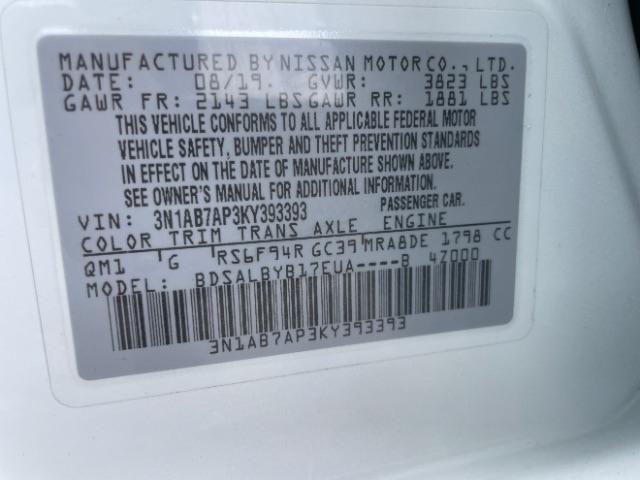 MANUFACTURED BY NISSAN MOTOR CO., LTD.
DATE: 08/19. GVWR: 3823 LBS
GAWR FR: 2143 LBS GAWR RR: 1881 LBS
THIS VEHICLE CONFORMS TO ALL APPLICABLE FEDERAL MOTOR
VEHICLE SAFETY, BUMPER AND THEFT PREVENTION STANDARDS
IN EFFECT ON THE DATE OF MANUFACTURE SHOWN ABOVE.
SEE OWNER'S MANUAL FOR ADDITIONAL INFORMATION.
VIN: 3N1AB7AP3KY393393 PASSENGER CAR.
COLOR TRIM TRANS AXLE ENGINE
QM1 G RS6F94R GC39 MRA8DE 1798 CC
MODEL: BDSALBYB17EUA----B 4Z000
3N1AB7AP3KY393393